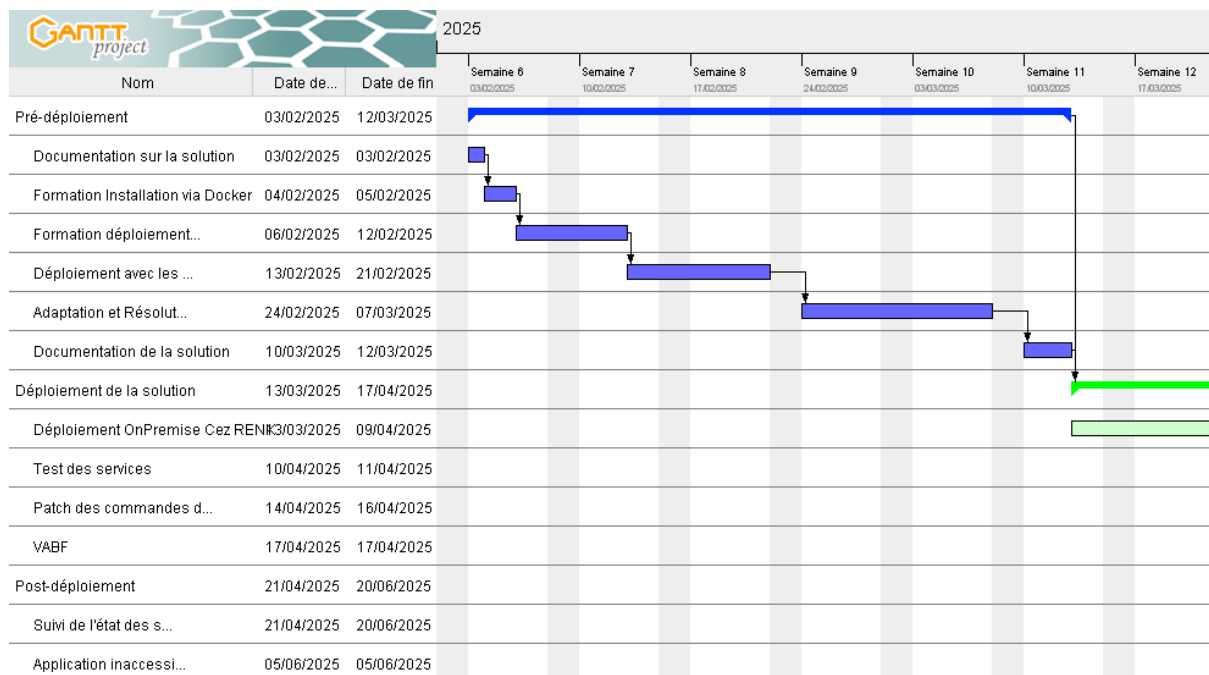 GANTT
project
2025
Nom Date de... Date de fin
Semaine 6 Semaine 7 Semaine 8 Semaine 9 Semaine 10 Semaine 11 Semaine 12
03/02/2025 10/02/2025 17/02/2025 24/02/2025 03/03/2025 10/03/2025 17/03/2025
Pré-déploiement 03/02/2025 12/03/2025
Documentation sur la solution 03/02/2025 03/02/2025
Formation Installation via Docker 04/02/2025 05/02/2025
Formation déploiement... 06/02/2025 12/02/2025
Déploiement avec les ... 13/02/2025 21/02/2025
Adaptation et Résolut... 24/02/2025 07/03/2025
Documentation de la solution 10/03/2025 12/03/2025
Déploiement de la solution 13/03/2025 17/04/2025
Déploiement OnPremise Cez 3/03/2025 09/04/2025
Test des services 10/04/2025 11/04/2025
Patch des commandes d... 14/04/2025 16/04/2025
VABF 17/04/2025 17/04/2025
Post-déploiement 21/04/2025 20/06/2025
Suivi de l'état des s... 21/04/2025 20/06/2025
Application inaccessi... 05/06/2025 05/06/2025